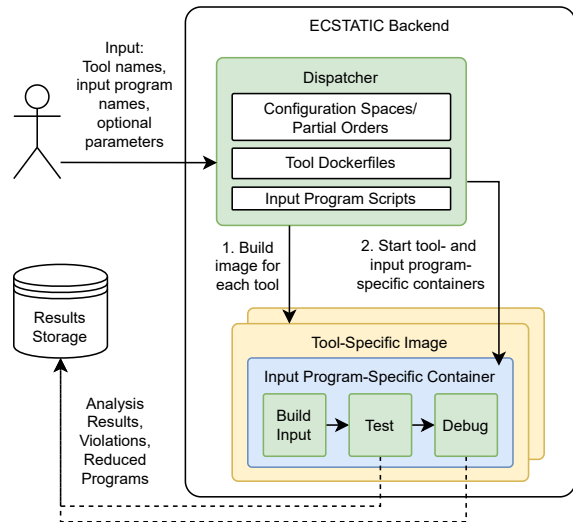 ECSTATIC Backend
Input:
Tool names,
input program
names,
optional
parameters
Dispatcher
Configuration Spaces/
Partial Orders
Tool Dockerfiles
Input Program Scripts
1. Build
image for
each tool
2. Start tool- and
input program-
specific containers
Results
Storage
Tool-Specific Image
Input Program-Specific Container
Build
Input
Test
Debug
Analysis
Results,
Violations,
Reduced
Programs